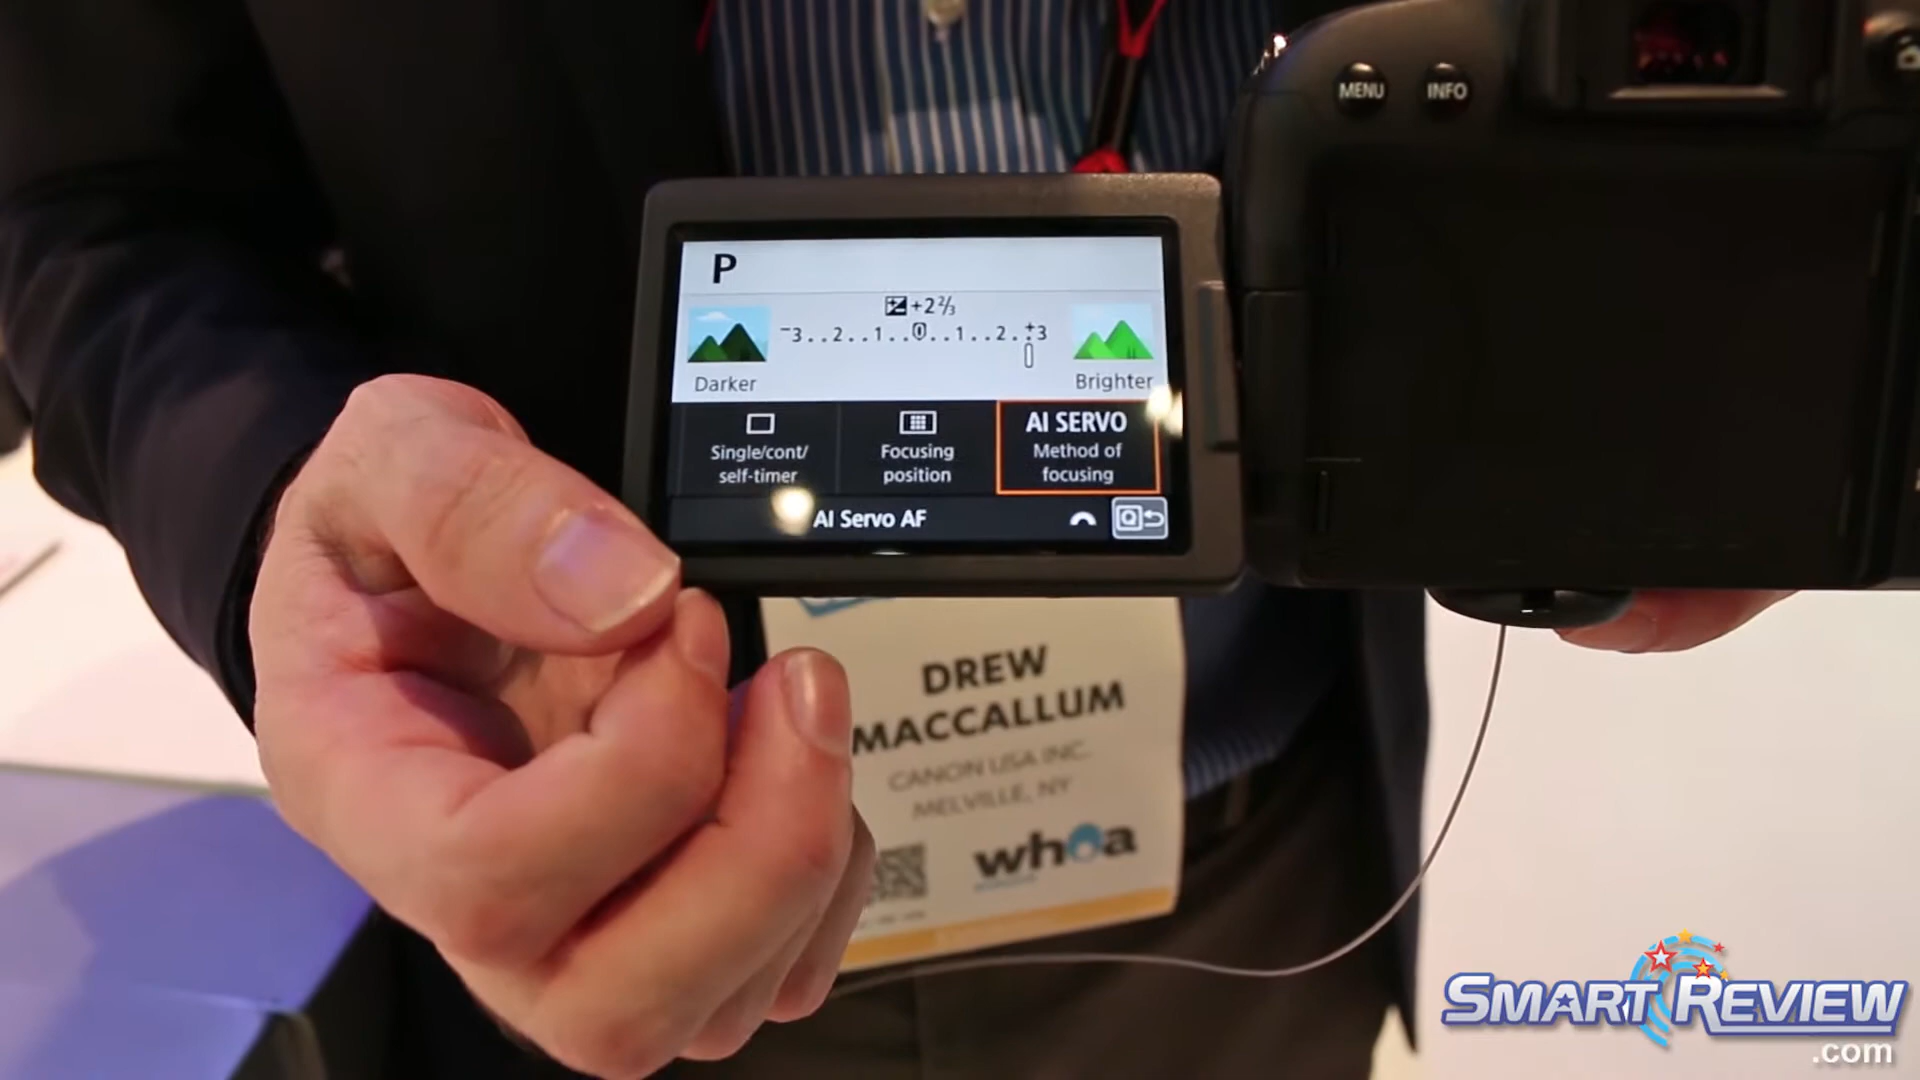 MENU INFO
P
+2⅔
-3..2..1..0..1..2..+3
Darker
Brighter
Single/cont/
self-timer
Focusing
position
AI SERVO
Method of
focusing
AI Servo AF
Q
DREW
MACCALLUM
CANON USA INC.
MELVILLE, NY
whoa
SMART REVIEW
.com